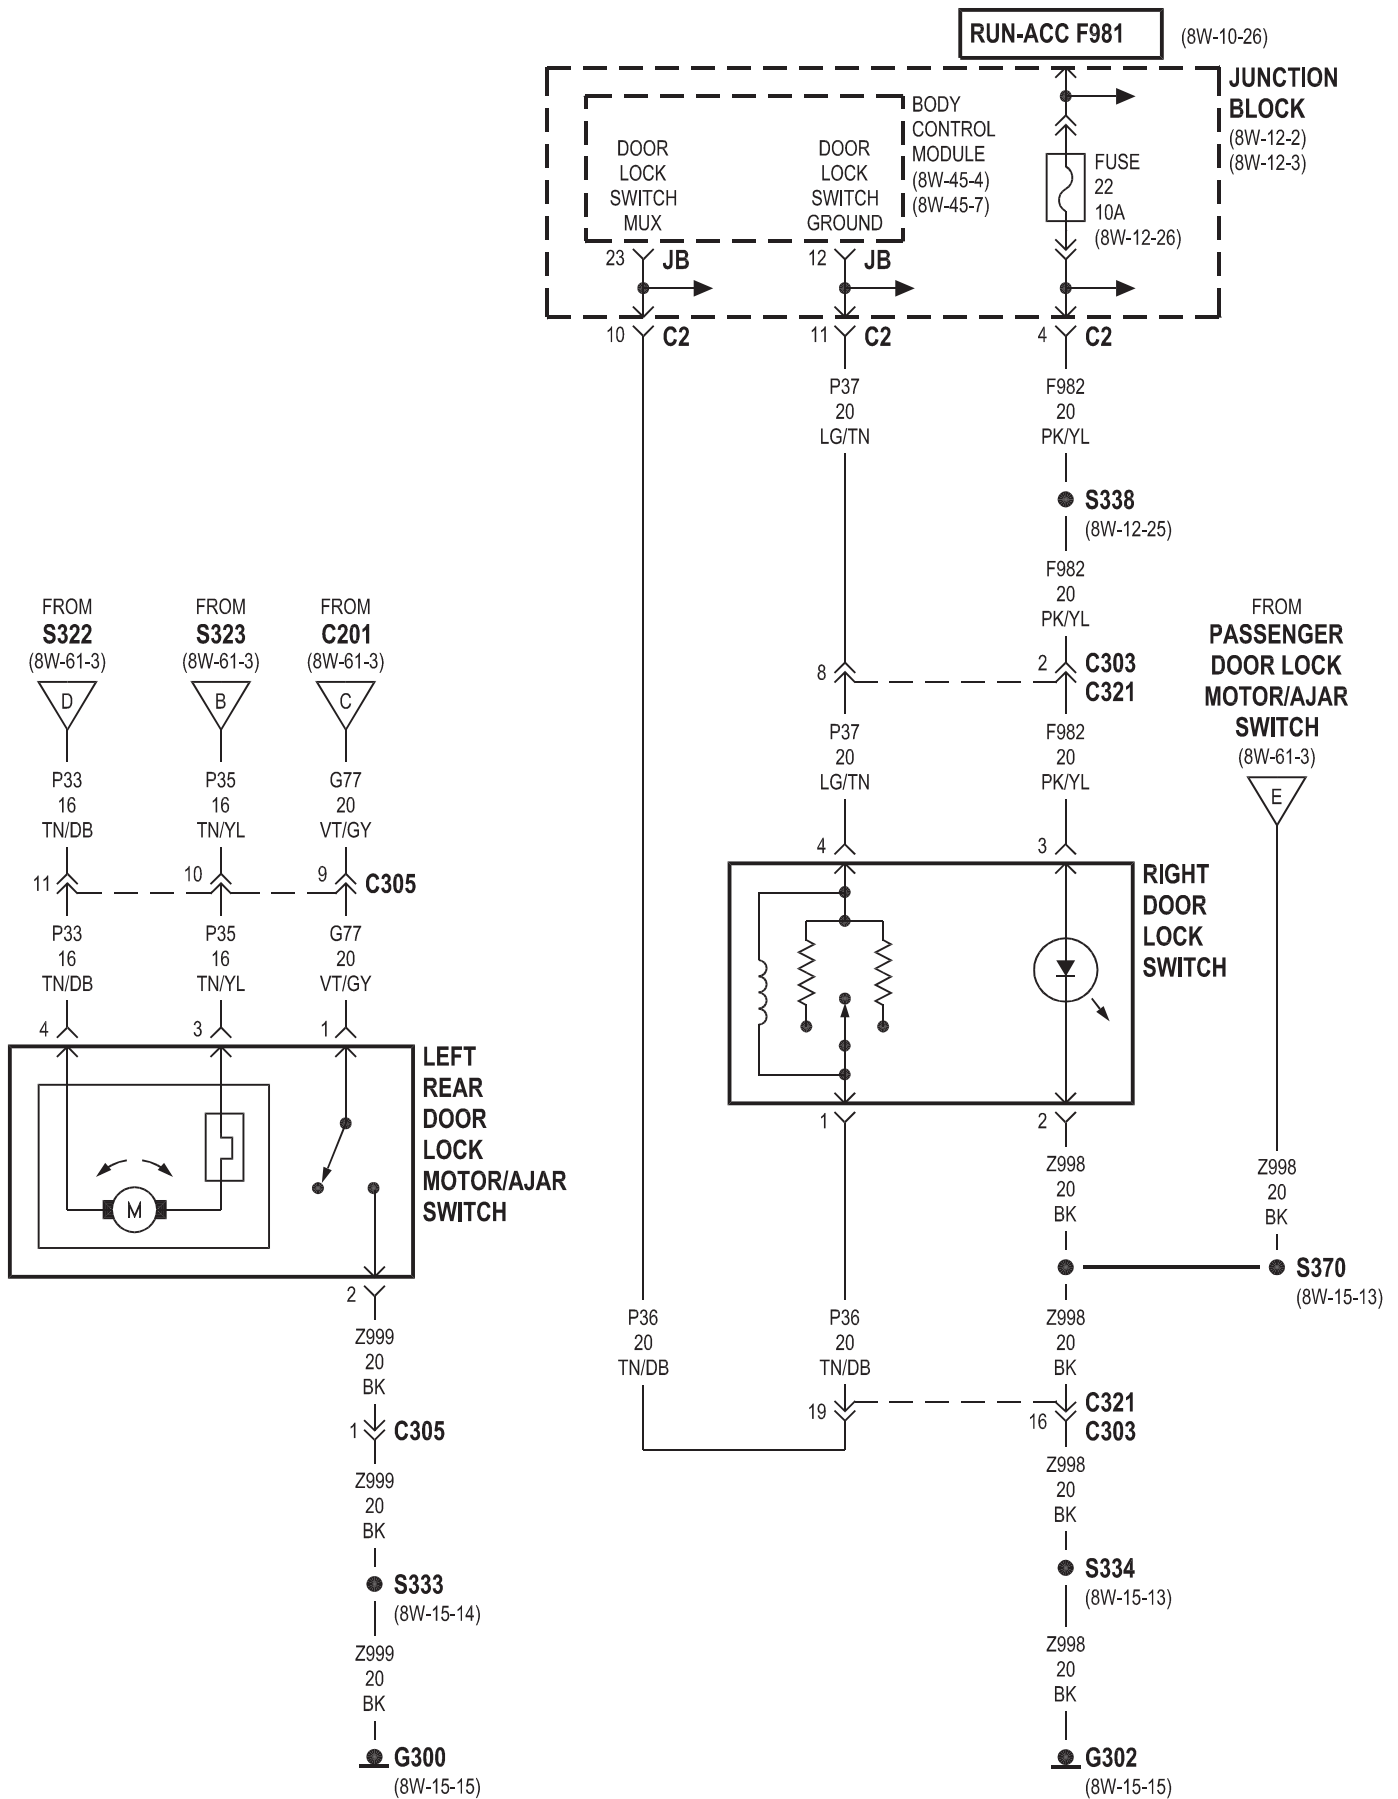 RUN-ACC F981
(8W-10-26)
JUNCTION
BLOCK
(8W-12-2)
(8W-12-3)
BODY
CONTROL
MODULE
(8W-45-4)
(8W-45-7)
DOOR
LOCK
SWITCH
MUX
DOOR
LOCK
SWITCH
GROUND
FUSE
22
10A
(8W-12-26)
23
JB
12
JB
10
C2
11
C2
4
C2
P37
20
LG/TN
F982
20
PK/YL
S338
(8W-12-25)
F982
20
PK/YL
FROM
S322
(8W-61-3)
D
FROM
S323
(8W-61-3)
B
FROM
C201
(8W-61-3)
C
FROM
PASSENGER
DOOR LOCK
MOTOR/AJAR
SWITCH
(8W-61-3)
E
8
2
C303
C321
P37
20
LG/TN
F982
20
PK/YL
P33
16
TN/DB
P35
16
TN/YL
G77
20
VT/GY
11
10
9
C305
4
3
RIGHT
DOOR
LOCK
SWITCH
P33
16
TN/DB
P35
16
TN/YL
G77
20
VT/GY
4
3
1
LEFT
REAR
DOOR
LOCK
MOTOR/AJAR
SWITCH
M
1
2
Z998
20
BK
Z998
20
BK
S370
(8W-15-13)
2
Z999
20
BK
P36
20
TN/DB
P36
20
TN/DB
Z998
20
BK
19
16
C321
C303
1
C305
Z999
20
BK
Z998
20
BK
S333
(8W-15-14)
S334
(8W-15-13)
Z999
20
BK
Z998
20
BK
G300
(8W-15-15)
G302
(8W-15-15)